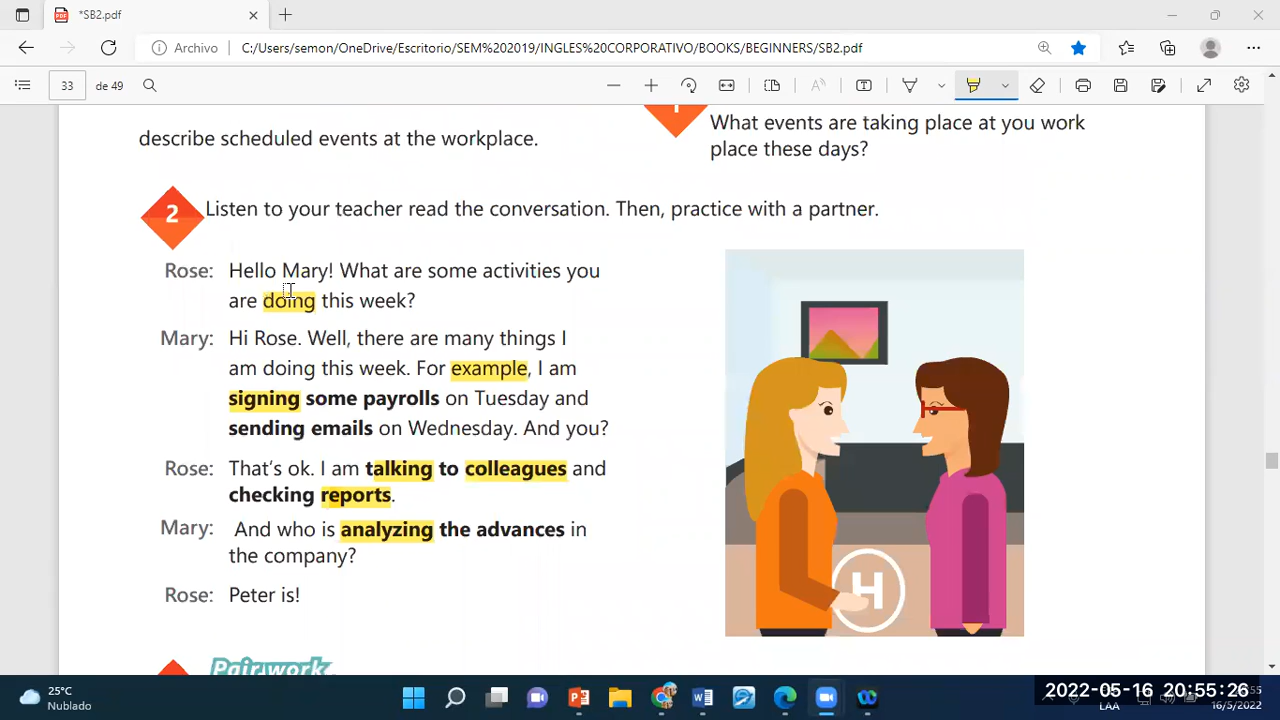 *SB2.pdf
Archivo
C:/Users/semon/OneDrive/Escritorio/SEM%202019/INGLES%20CORPORATIVO/BOOKS/BEGINNERS/SB2.pdf
33 de 49
describe scheduled events at the workplace.
What events are taking place at you work
place these days?
2 Listen to your teacher read the conversation. Then, practice with a partner.
Rose: Hello Mary! What are some activities you
are doing this week?
Mary: Hi Rose. Well, there are many things I
am doing this week. For example, I am
signing some payrolls on Tuesday and
sending emails on Wednesday. And you?
Rose: That's ok. I am talking to colleagues and
checking reports.
Mary: And who is analyzing the advances in
the company?
Rose: Peter is!
H
Pair work
25°C
Nublado
2022-05-16 20:55:26
LAA
16/5/2022